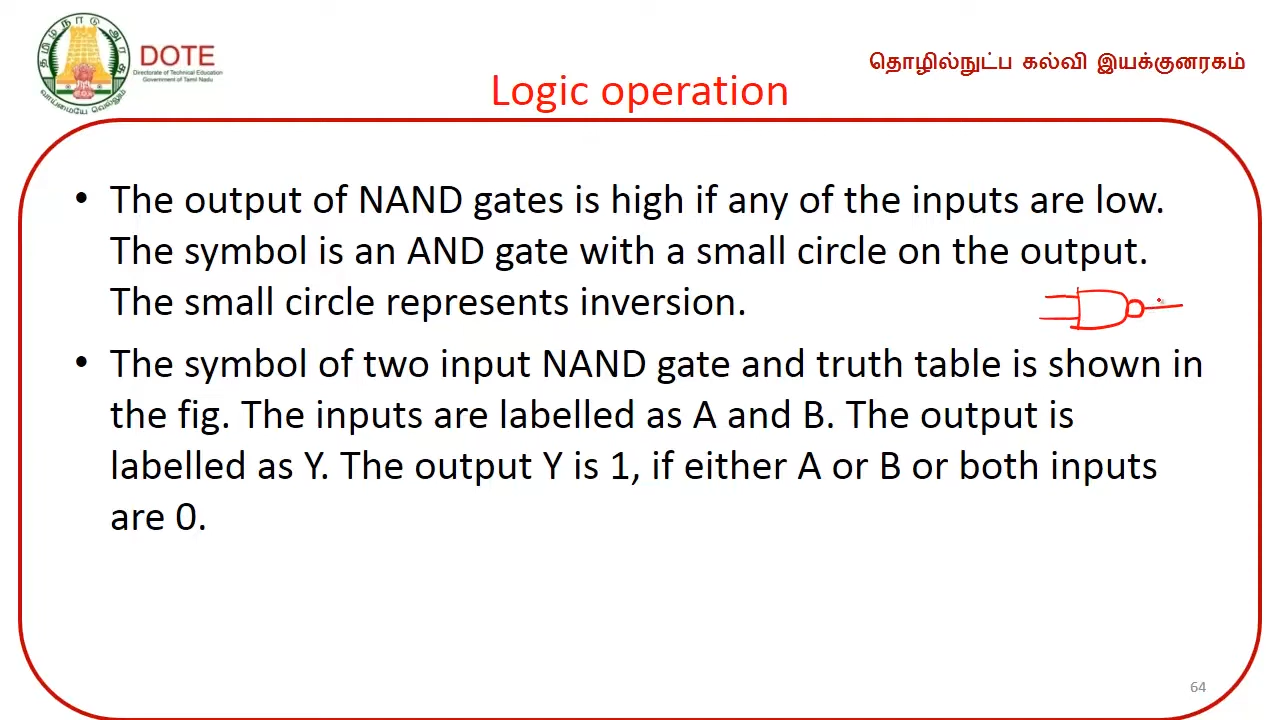 தமிழ்நாடு அரசு
வாய்மையே வெல்லும்
DOTE
Directorate of Technical Education
Government of Tamil Nadu
தொழில்நுட்ப கல்வி இயக்குனரகம்
Logic operation
• The output of NAND gates is high if any of the inputs are low.
The symbol is an AND gate with a small circle on the output.
The small circle represents inversion.
• The symbol of two input NAND gate and truth table is shown in
the fig. The inputs are labelled as A and B. The output is
labelled as Y. The output Y is 1, if either A or B or both inputs
are 0.
64